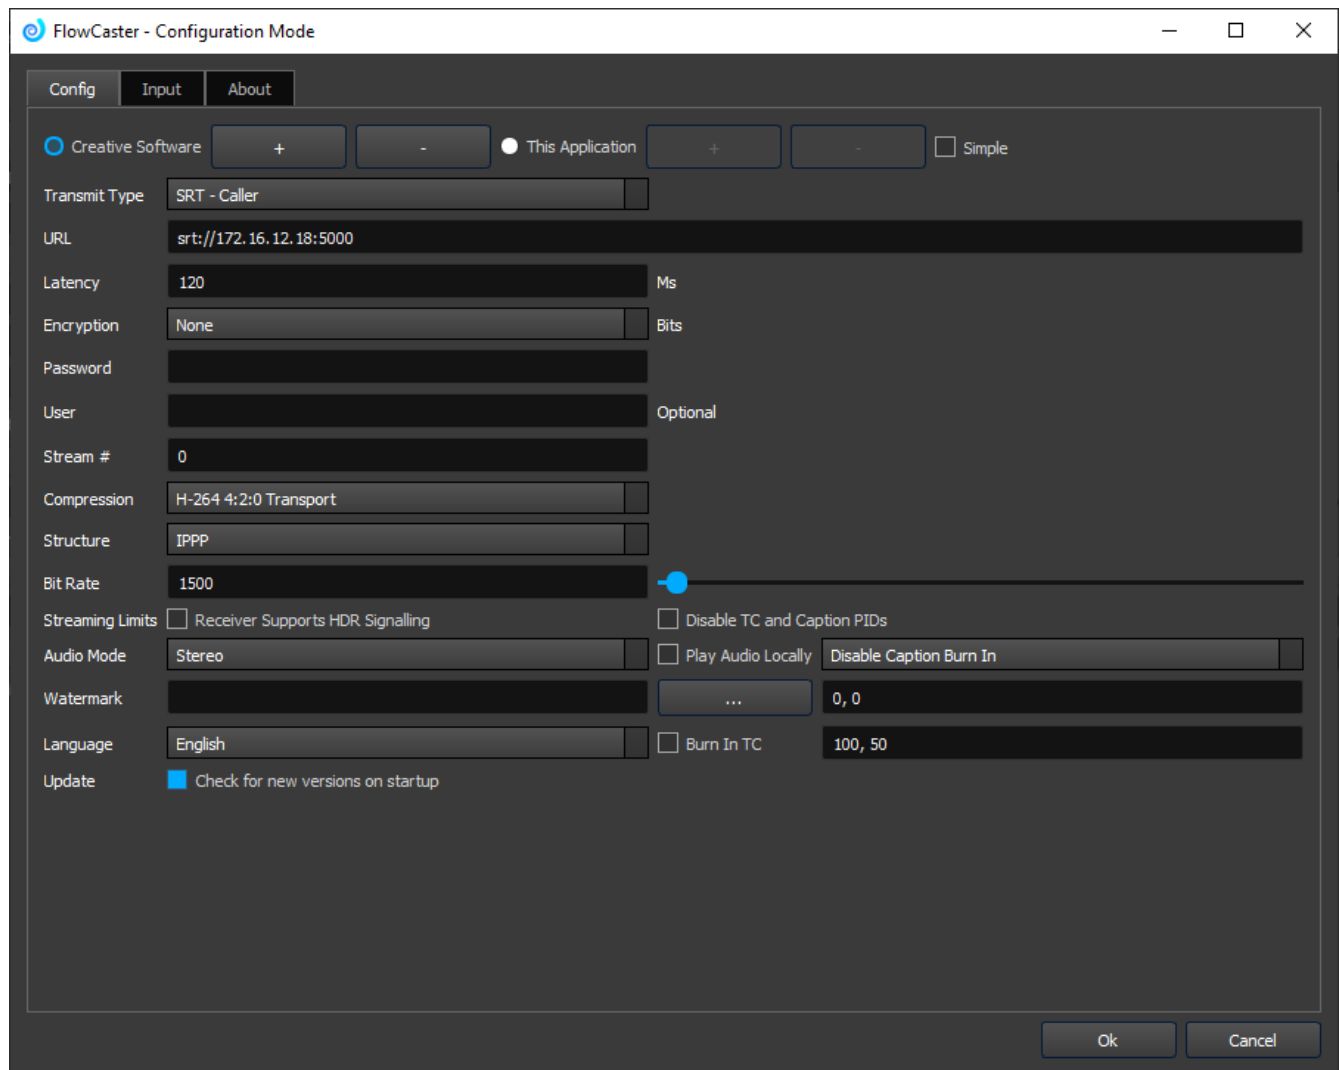 FlowCaster - Configuration Mode
Config Input About
Creative Software + - This Application + - Simple
Transmit Type SRT - Caller
URL srt://172.16.12.18:5000
Latency 120 Ms
Encryption None Bits
Password
User Optional
Stream # 0
Compression H-264 4:2:0 Transport
Structure IPPP
Bit Rate 1500
Streaming Limits Receiver Supports HDR Signalling Disable TC and Caption PIDs
Audio Mode Stereo Play Audio Locally Disable Caption Burn In
Watermark ... 0, 0
Language English Burn In TC 100, 50
Update Check for new versions on startup
Ok Cancel